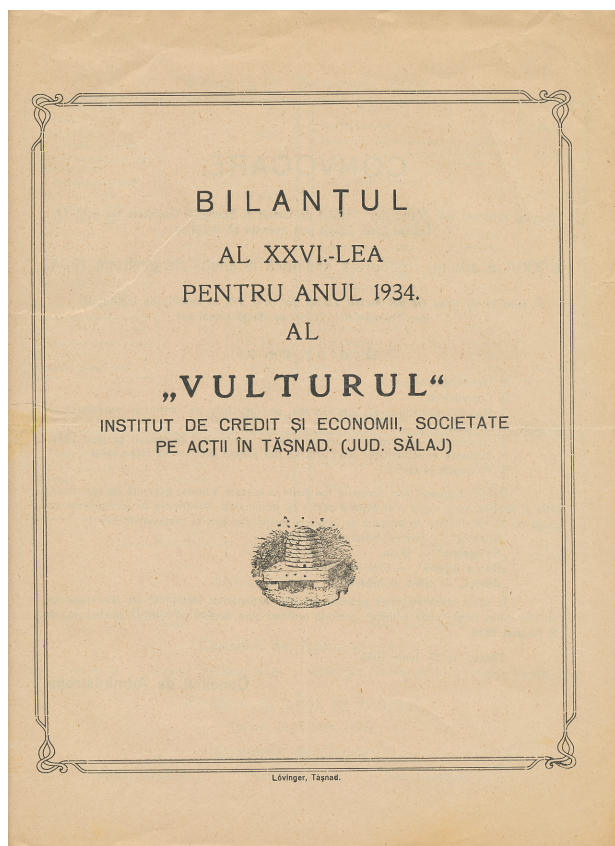 BILANȚUL
AL XXVI.-LEA
PENTRU ANUL 1934.
AL
„VULTURUL“
INSTITUT DE CREDIT ȘI ECONOMII, SOCIETATE
PE ACȚII ÎN TĂȘNAD. (JUD. SĂLAJ)
Lövinger, Tășnad.